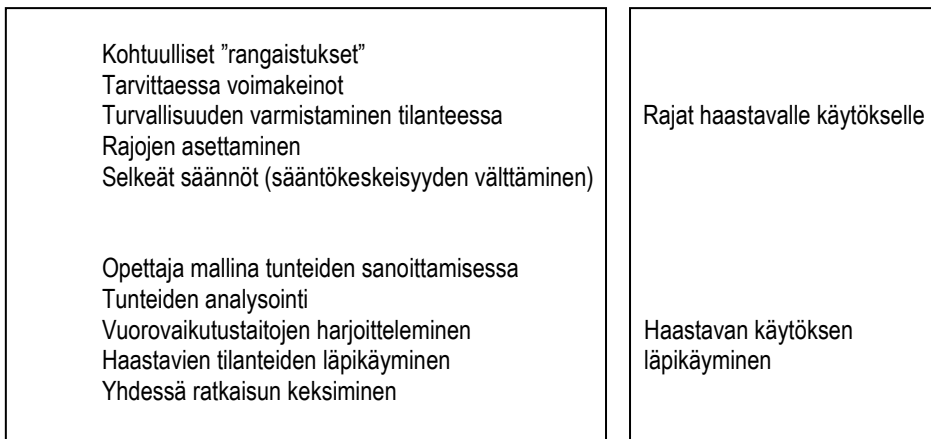 Kohtuulliset ”rangaistukset”
Tarvittaessa voimakeinot
Turvallisuuden varmistaminen tilanteessa
Rajojen asettaminen
Selkeät säännöt (sääntökeskeisyyden välttäminen)
Rajat haastavalle käytökselle
Opettaja mallina tunteiden sanoittamisessa
Tunteiden analysointi
Vuorovaikutustaitojen harjoitteleminen
Haastavien tilanteiden läpikäyminen
Yhdessä ratkaisun keksiminen
Haastavan käytöksen
läpikäyminen